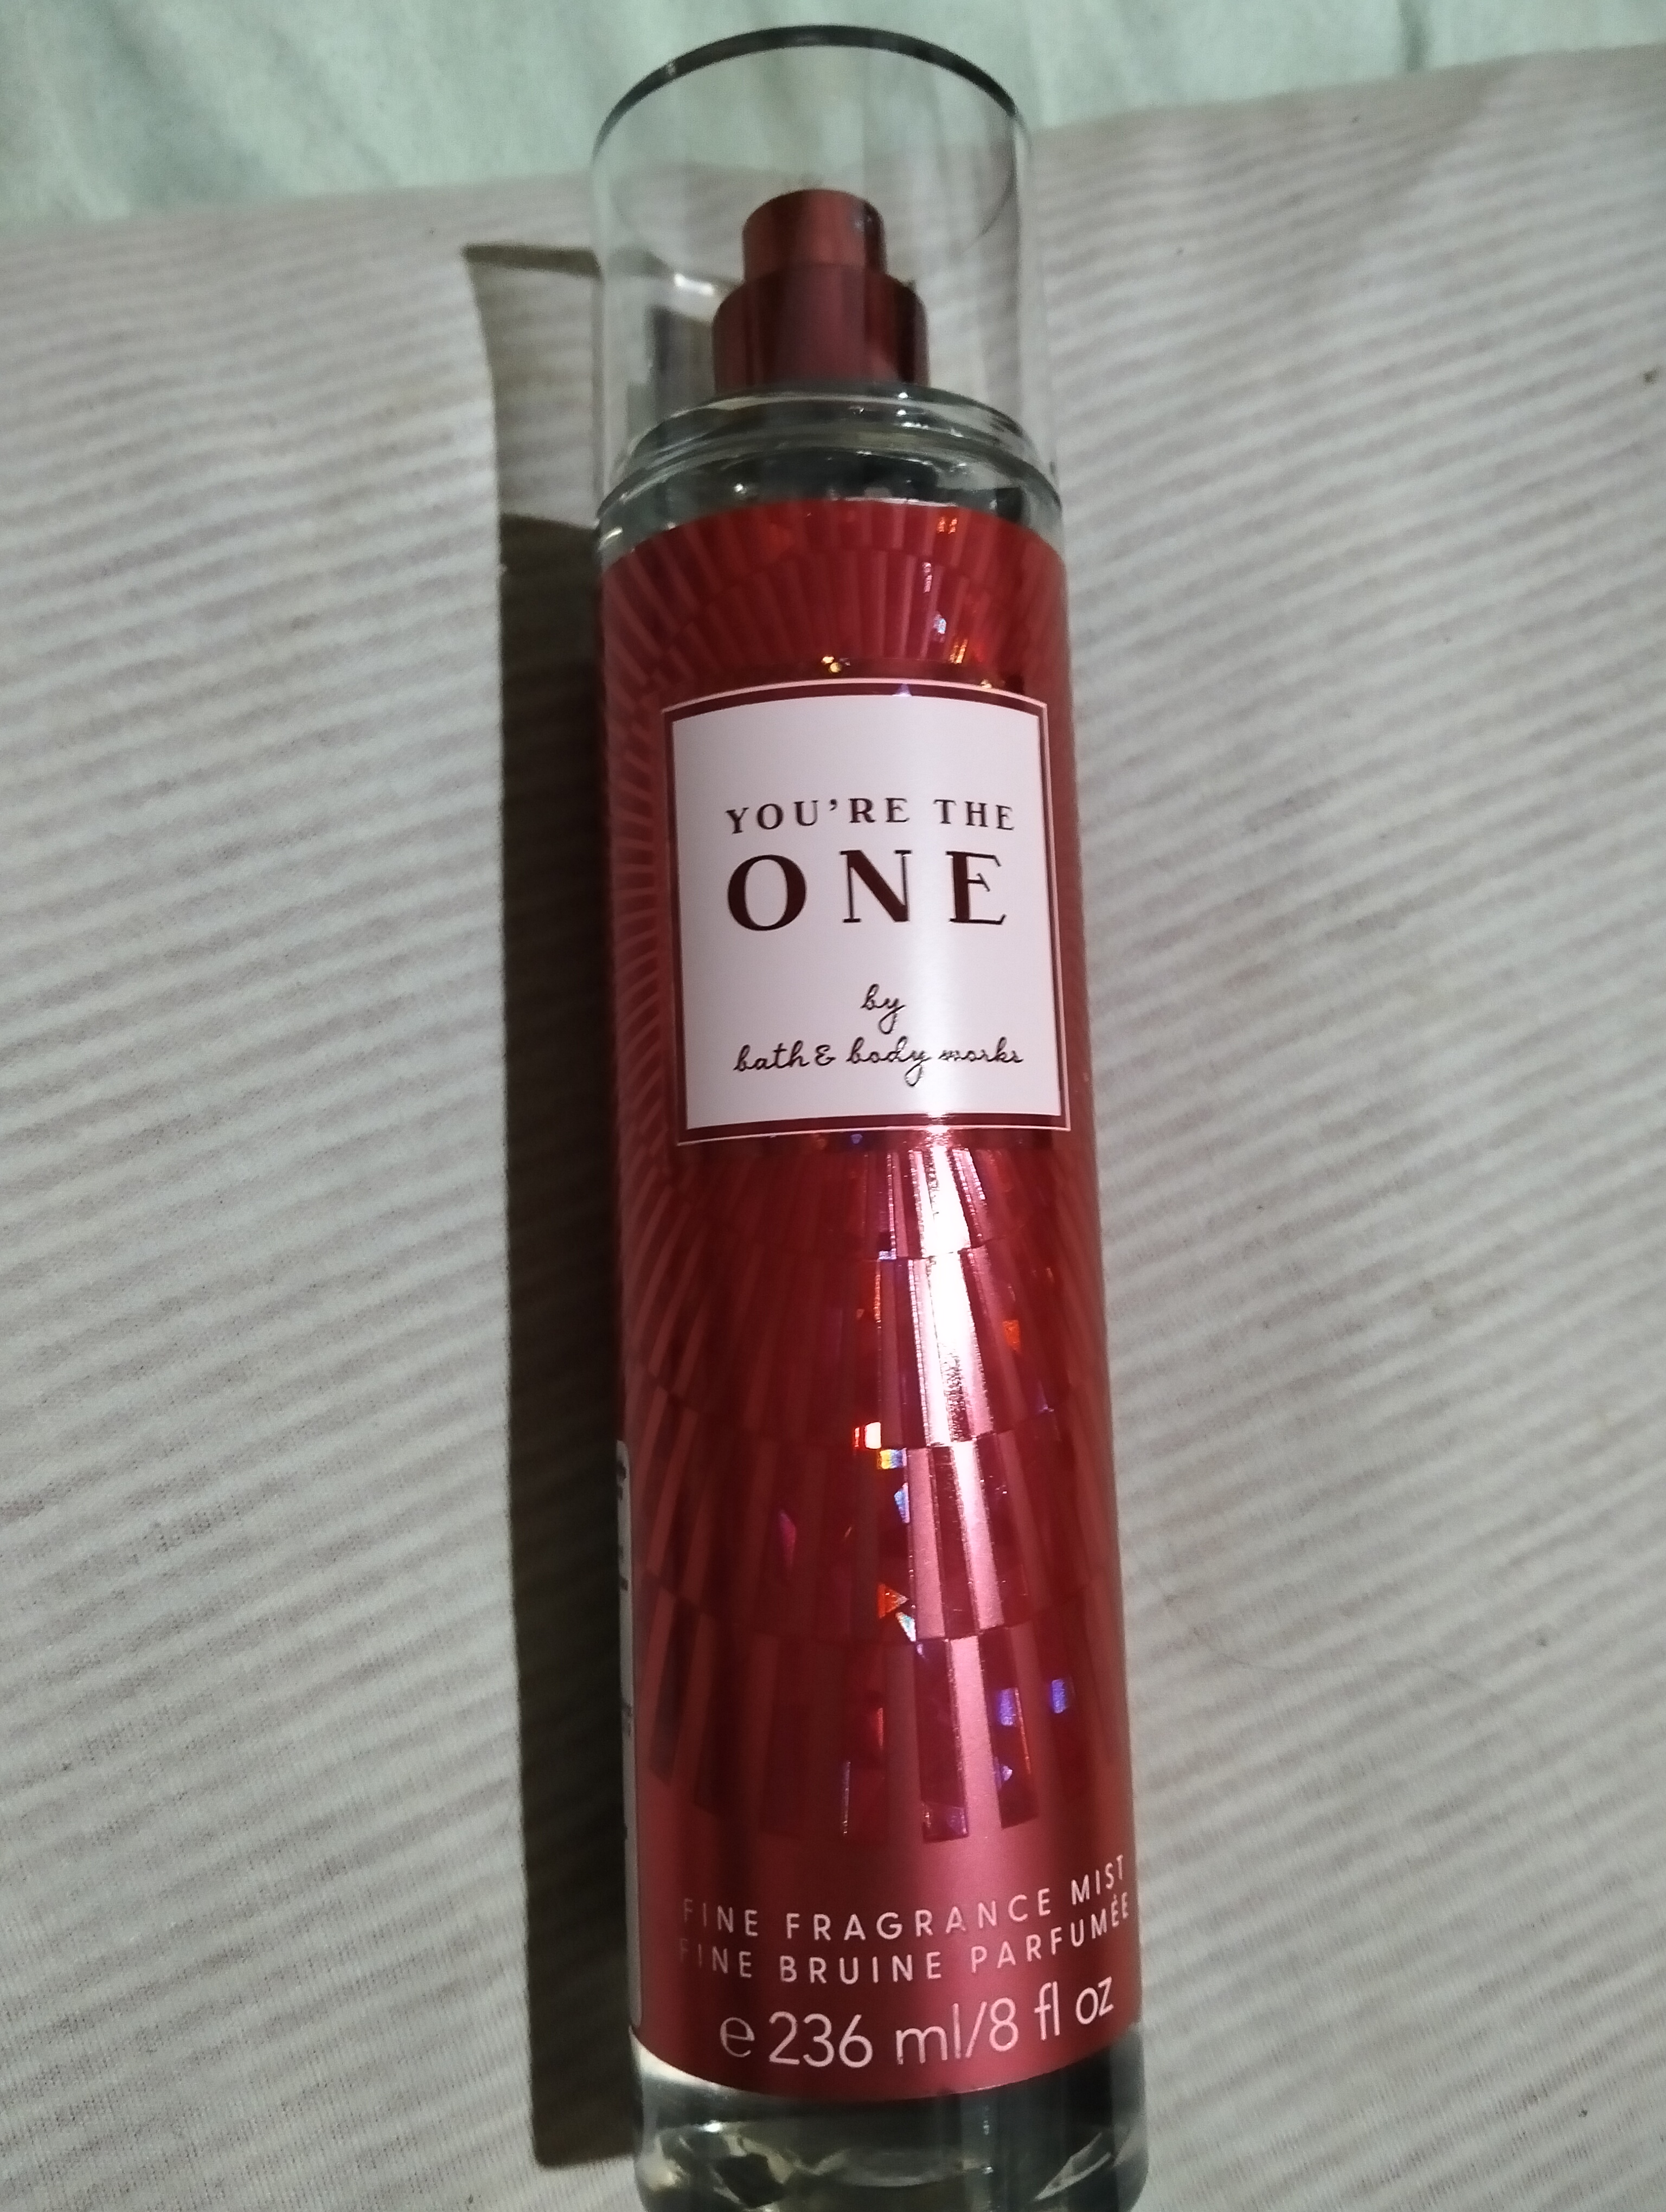 YOU'RE THE
ONE
by
bath & body works
FINE FRAGRANCE MIST
FINE BRUINE PARFUMÉE
e 236 ml/8 fl oz